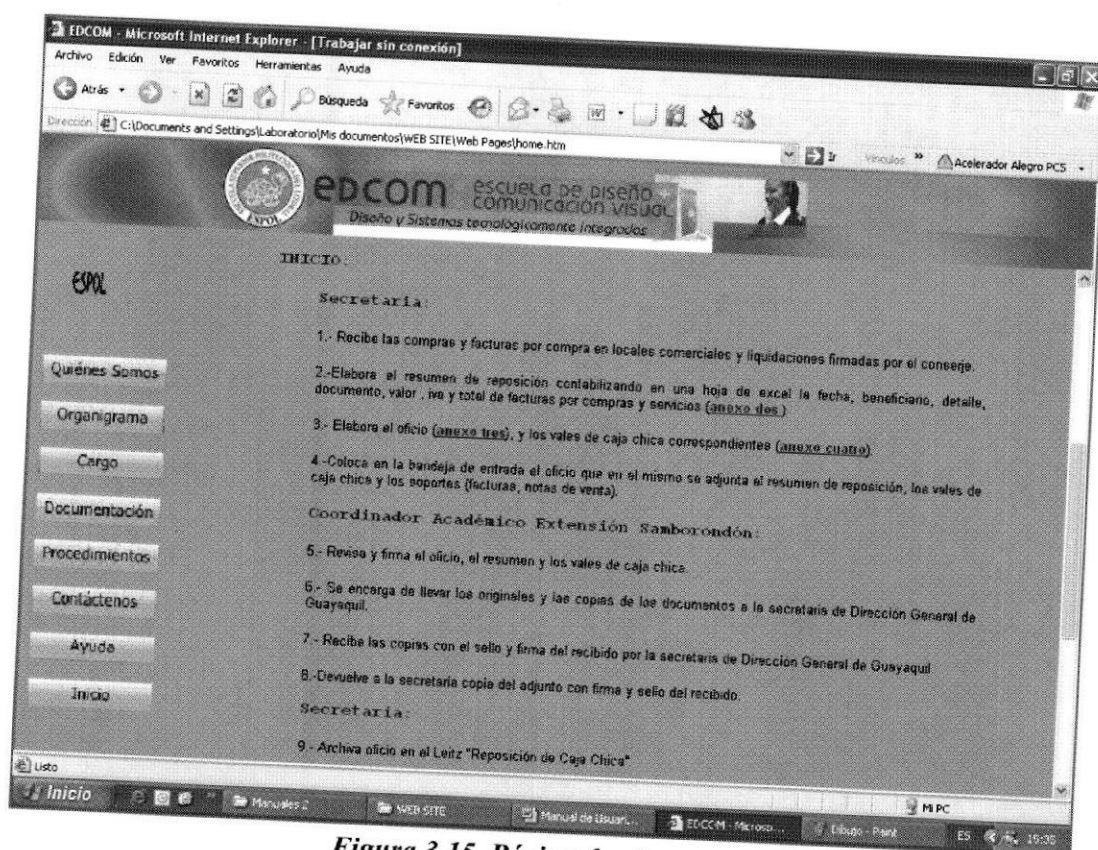 EDCOM - Microsoft Internet Explorer - [Trabajar sin conexión]
Archivo Edición Ver Favoritos Herramientas Ayuda
Atrás Búsqueda Favoritos
Dirección C:\Documents and Settings\Laboratorio\Mis documentos\WEB SITE\Web Pages\home.htm Ir Vínculos » Acelerador Alegro PCS
ESPOL
edcom escuela de diseño
comunicación visual
Diseño y Sistemas tecnológicamente integrados
ESPOL
Quiénes Somos
Organigrama
Cargo
Documentación
Procedimientos
Contáctenos
Ayuda
Inicio
INICIO.
Secretaria:
1.- Recibe las compras y facturas por compra en locales comerciales y liquidaciones firmadas por el conserje.
2.-Elabora el resumen de reposición contabilizando en una hoja de excel la fecha, beneficiario, detalle,
documento, valor , iva y total de facturas por compras y servicios (anexo dos )
3.- Elabora el oficio (anexo tres), y los vales de caja chica correspondientes (anexo cuatro).
4.-Coloca en la bandeja de entrada el oficio que en el mismo se adjunta el resumen de reposición, los vales de
caja chica y los soportes (facturas, notas de venta).
Coordinador Académico Extensión Samborondón:
5.- Revisa y firma el oficio, el resumen y los vales de caja chica.
6.- Se encarga de llevar los originales y las copias de los documentos a la secretaria de Dirección General de
Guayaquil.
7.- Recibe las copias con el sello y firma del recibido por la secretaria de Dirección General de Guayaquil
8.-Devuelve a la secretaria copia del adjunto con firma y sello del recibido.
Secretaria:
9.- Archiva oficio en el Leitz "Reposición de Caja Chica"
Listo
Mi PC
Inicio Manuales 2 WEB SITE Manual de Usuari... EDCOM - Microso... Dibujo - Paint ES 15:35
Figura 3.15. Página de